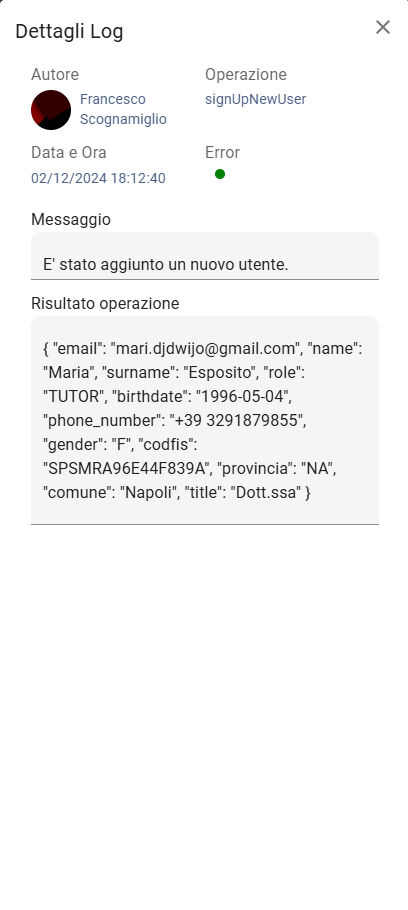 Dettagli Log
Autore
Operazione
Francesco
Scognamiglio
signUpNewUser
Data e Ora
Error
02/12/2024 18:12:40
Messaggio
E' stato aggiunto un nuovo utente.
Risultato operazione
{ "email": "mari.djdwijo@gmail.com", "name":
"Maria", "surname": "Esposito", "role":
"TUTOR", "birthdate": "1996-05-04",
"phone_number": "+39 3291879855",
"gender": "F", "codfis":
"SPSMRA96E44F839A", "provincia": "NA",
"comune": "Napoli", "title": "Dott.ssa" }